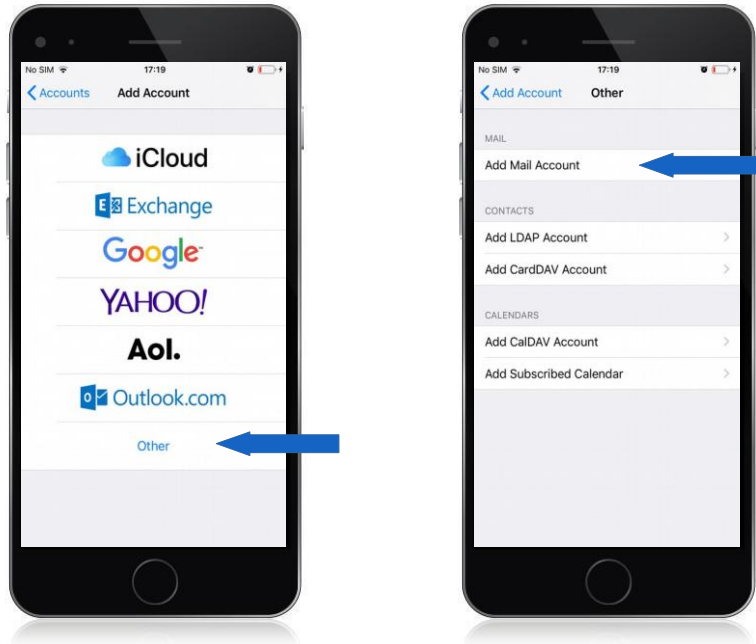 No SIM 17:19
Accounts Add Account
iCloud
E Exchange
Google
YAHOO!
Aol.
o Outlook.com
Other
No SIM 17:19
Add Account Other
MAIL
Add Mail Account
CONTACTS
Add LDAP Account
Add CardDAV Account
CALENDARS
Add CalDAV Account
Add Subscribed Calendar